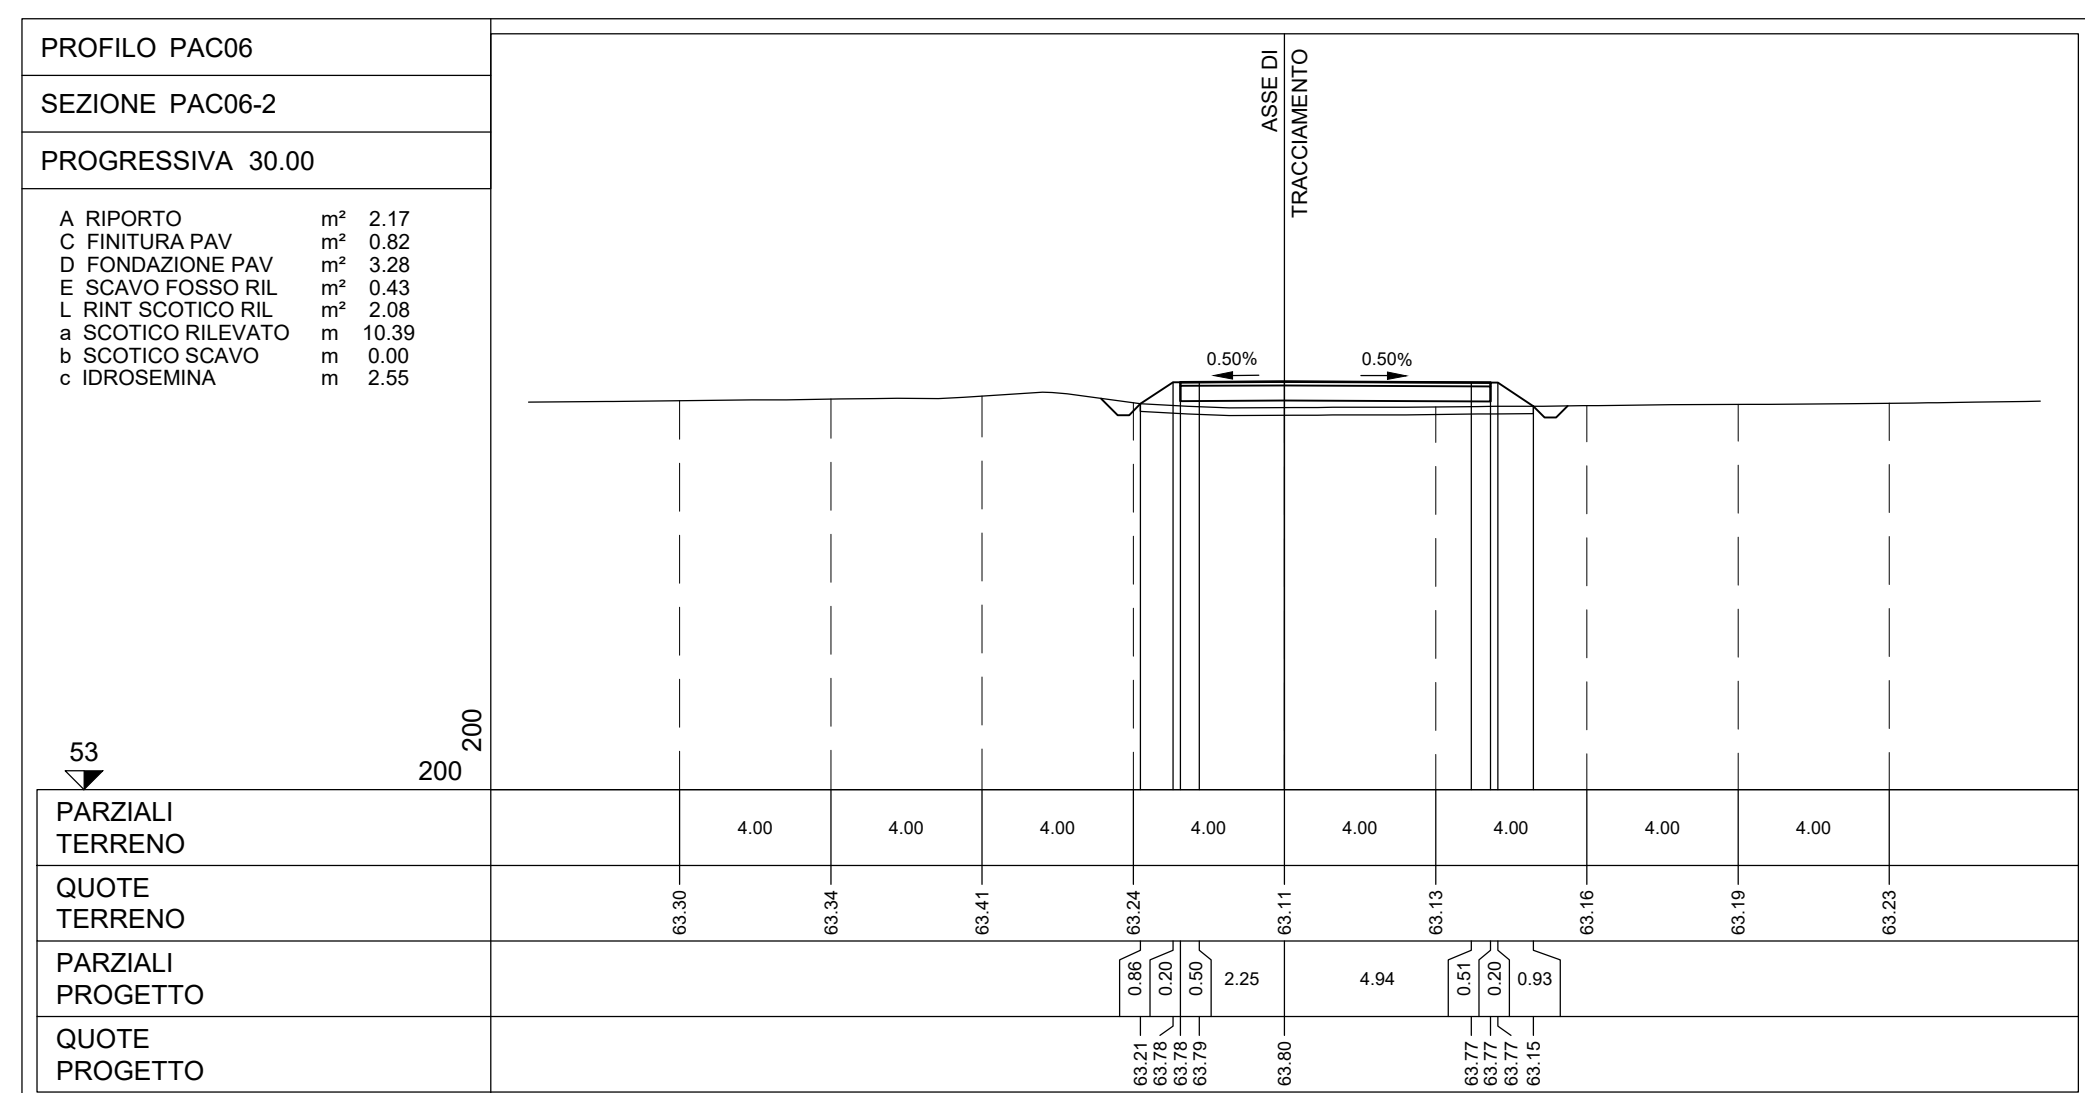 PROFILO PAC06
SEZIONE PAC06-2
PROGRESSIVA 30.00
A RIPORTO m² 2.17
C FINITURA PAV m² 0.82
D FONDAZIONE PAV m² 3.28
E SCAVO FOSSO RIL m² 0.43
L RINT SCOTICO RIL m² 2.08
a SCOTICO RILEVATO m 10.39
b SCOTICO SCAVO m 0.00
c IDROSEMINA m 2.55
ASSE DI
TRACCIAMENTO
0.50% 0.50%
53
200
200
PARZIALI
TERRENO
4.00 4.00 4.00 4.00 4.00 4.00 4.00 4.00
QUOTE
TERRENO
63.30 63.34 63.41 63.24 63.11 63.13 63.16 63.19 63.23
PARZIALI
PROGETTO
0.86 0.20 0.50 2.25 4.94 0.51 0.20 0.93
QUOTE
PROGETTO
63.21 63.78 63.78 63.79 63.80 63.77 63.77 63.77 63.15